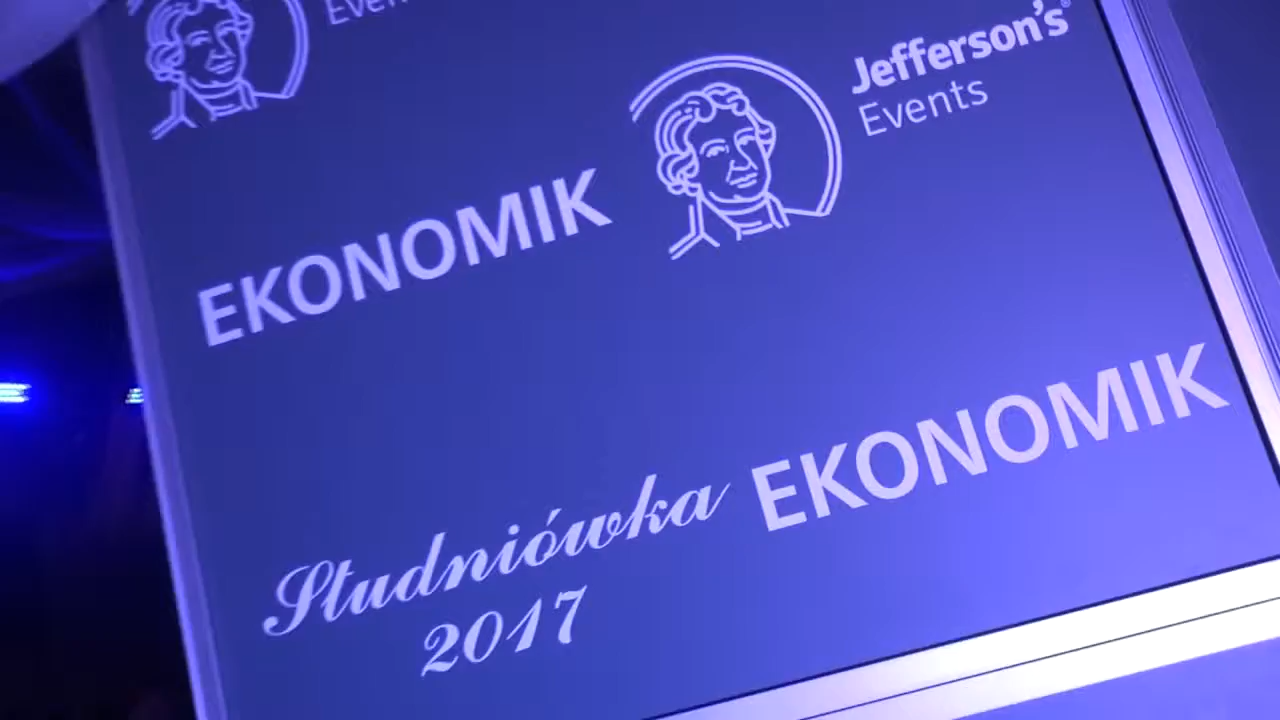 Jefferson's®
Events
EKONOMIK
EKONOMIK
Studniówka
2017